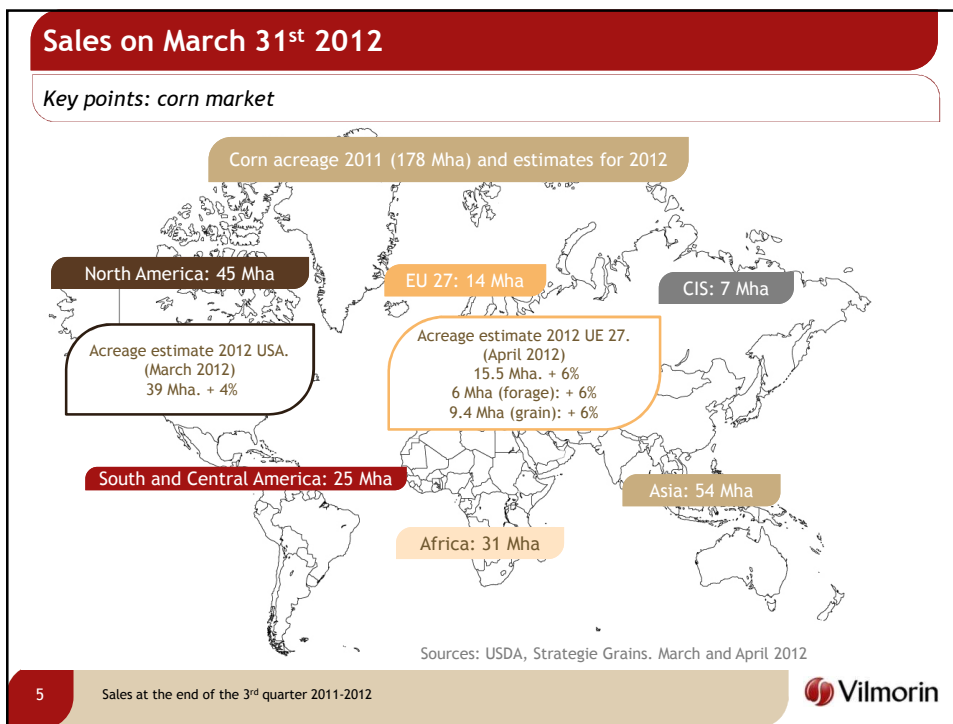 Sales on March 31st 2012
Key points: corn market
Corn acreage 2011 (178 Mha) and estimates for 2012
North America: 45 Mha
EU 27: 14 Mha
CIS: 7 Mha
Acreage estimate 2012 USA.
(March 2012)
39 Mha. + 4%
Acreage estimate 2012 UE 27.
(April 2012)
15.5 Mha. + 6%
6 Mha (forage): + 6%
9.4 Mha (grain): + 6%
South and Central America: 25 Mha
Asia: 54 Mha
Africa: 31 Mha
Sources: USDA, Strategie Grains. March and April 2012
5
Sales at the end of the 3rd quarter 2011-2012
Vilmorin